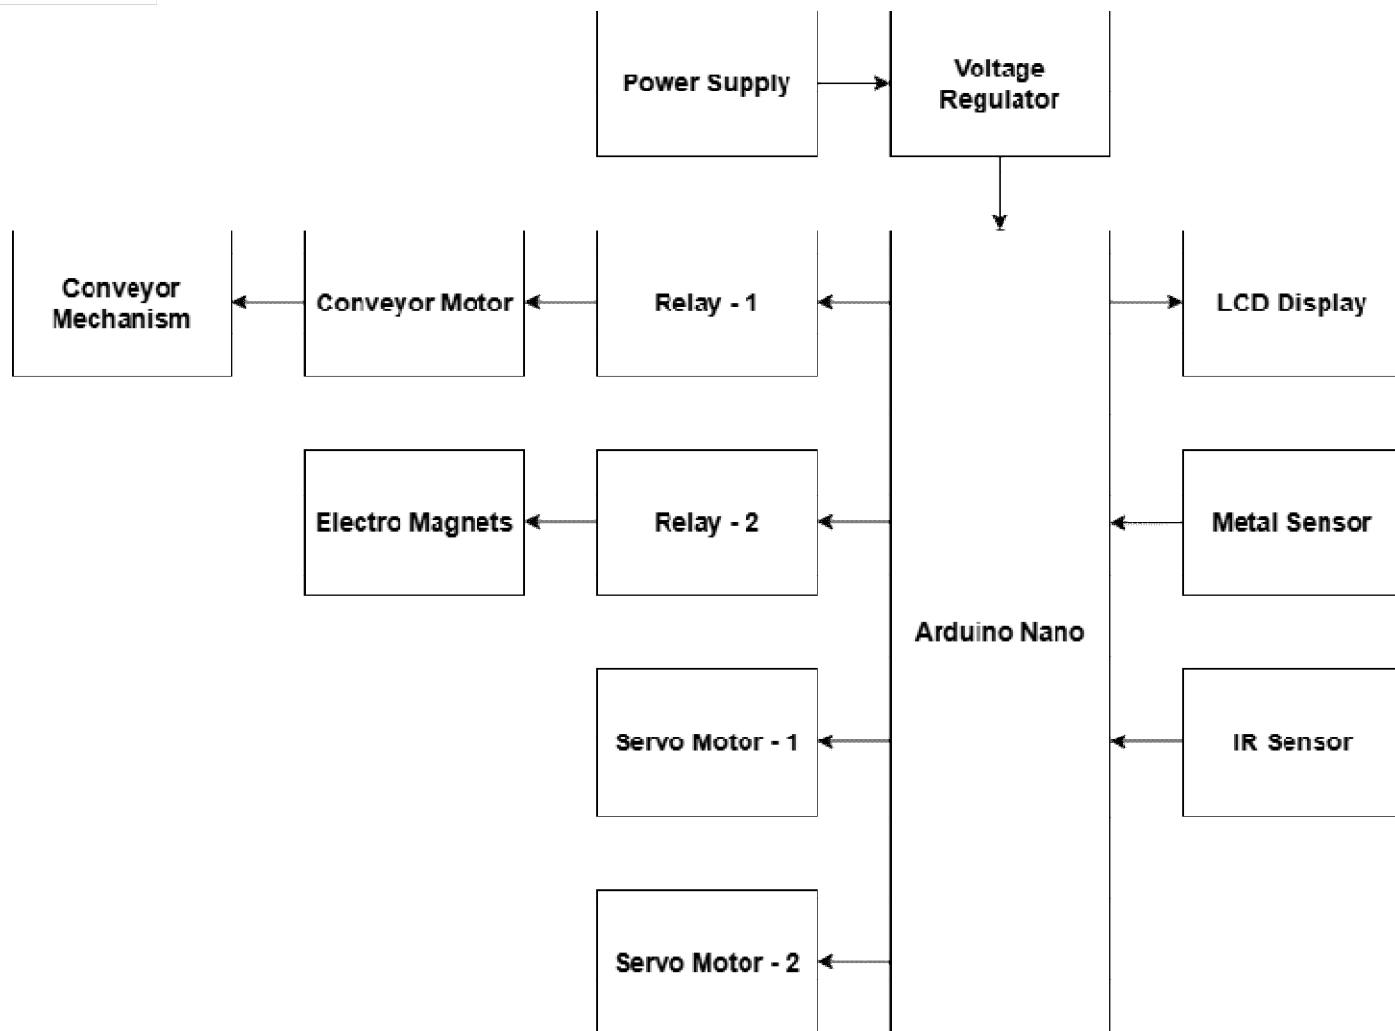 Power Supply
Voltage
Regulator
Conveyor
Mechanism
Conveyor Motor
Relay - 1
LCD Display
Electro Magnets
Relay - 2
Metal Sensor
Arduino Nano
Servo Motor - 1
IR Sensor
Servo Motor - 2